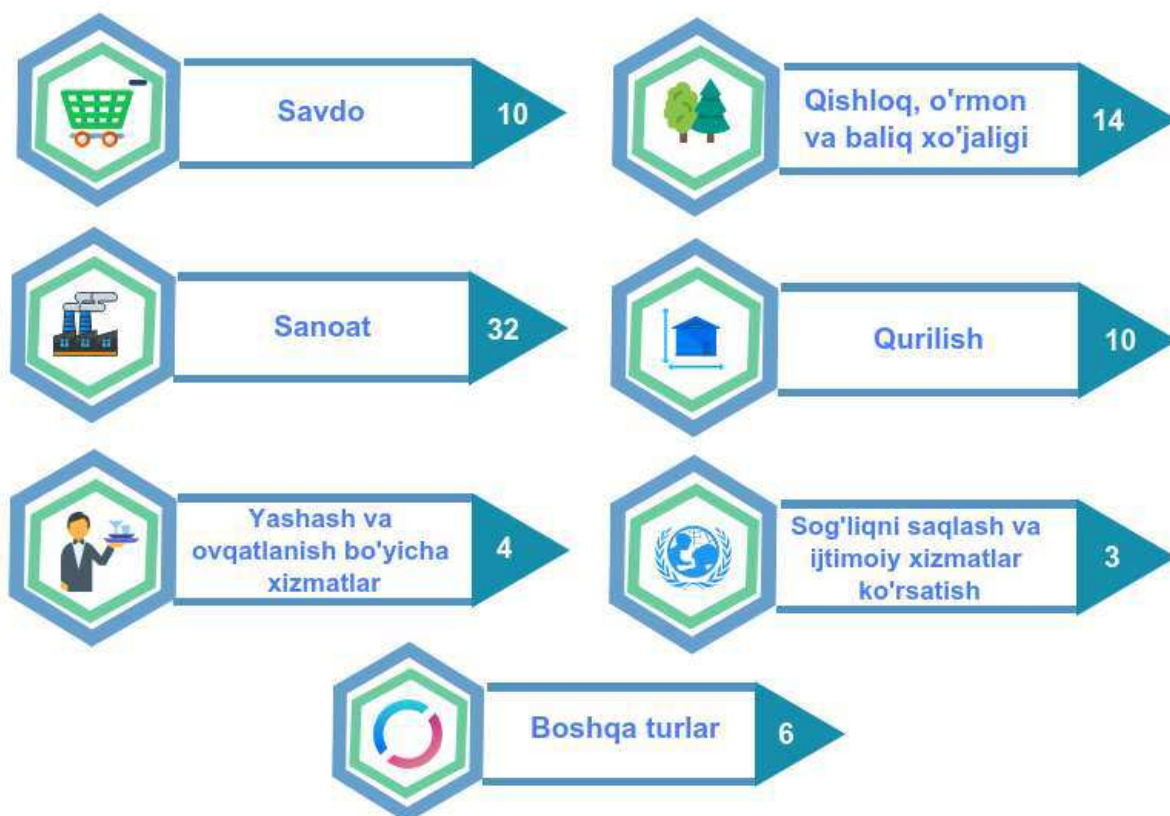 Savdo
10
Qishloq, o'rmon
va baliq xo'jaligi
14
Sanoat
32
Qurilish
10
Yashash va
ovqatlanish bo'yicha
xizmatlar
4
Sog'liqni saqlash va
ijtimoiy xizmatlar
ko'rsatish
3
Boshqa turlar
6